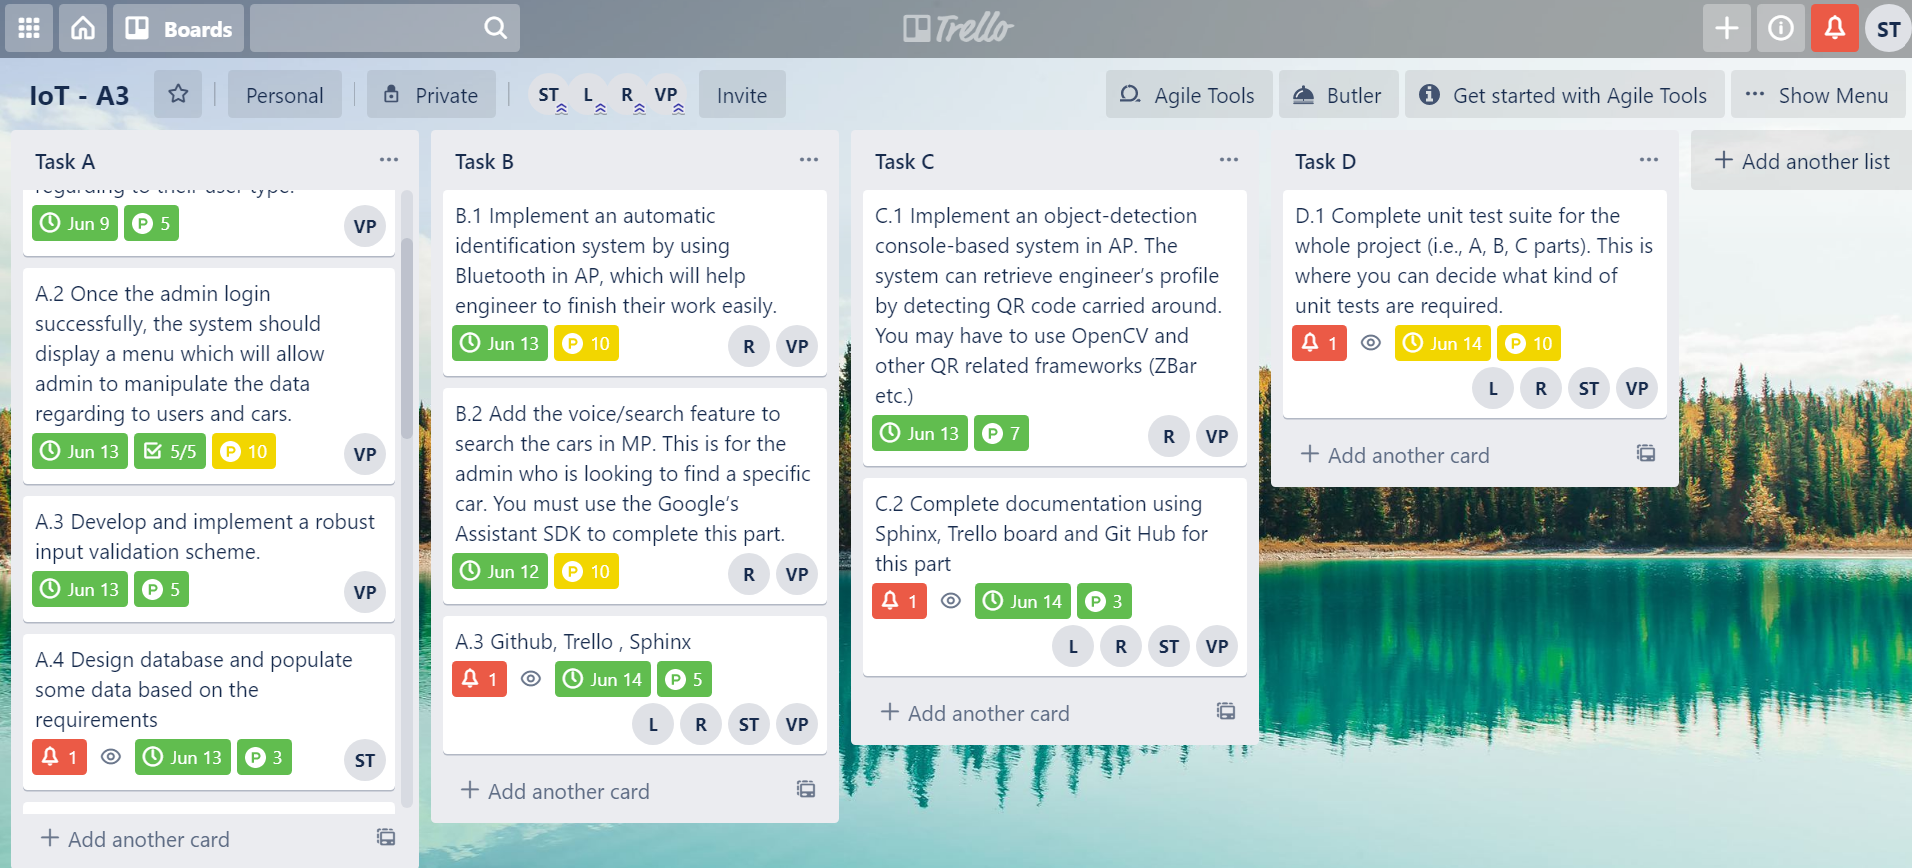 Boards
Trello
ST
IoT - A3
Personal
Private
ST L R VP
Invite
Agile Tools
Butler
Get started with Agile Tools
Show Menu
Task A
regarding to their user type.
Jun 9 P 5
VP
A.2 Once the admin login
successfully, the system should
display a menu which will allow
admin to manipulate the data
regarding to users and cars.
Jun 13 5/5 P 10
VP
A.3 Develop and implement a robust
input validation scheme.
Jun 13 P 5
VP
A.4 Design database and populate
some data based on the
requirements
1 Jun 13 P 3
ST
Add another card
Task B
B.1 Implement an automatic
identification system by using
Bluetooth in AP, which will help
engineer to finish their work easily.
Jun 13 P 10
R VP
B.2 Add the voice/search feature to
search the cars in MP. This is for the
admin who is looking to find a specific
car. You must use the Google’s
Assistant SDK to complete this part.
Jun 12 P 10
R VP
A.3 Github, Trello , Sphinx
1 Jun 14 P 5
L R ST VP
Add another card
Task C
C.1 Implement an object-detection
console-based system in AP. The
system can retrieve engineer’s profile
by detecting QR code carried around.
You may have to use OpenCV and
other QR related frameworks (ZBar
etc.)
Jun 13 P 7
R VP
C.2 Complete documentation using
Sphinx, Trello board and Git Hub for
this part
1 Jun 14 P 3
L R ST VP
Add another card
Task D
D.1 Complete unit test suite for the
whole project (i.e., A, B, C parts). This is
where you can decide what kind of
unit tests are required.
1 Jun 14 P 10
L R ST VP
Add another card
Add another list